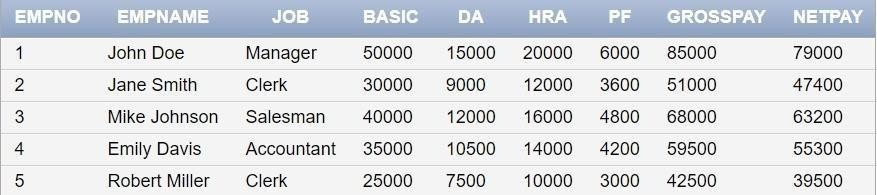 EMPNO EMPNAME JOB BASIC DA HRA PF GROSSPAY NETPAY
1 John Doe Manager 50000 15000 20000 6000 85000 79000
2 Jane Smith Clerk 30000 9000 12000 3600 51000 47400
3 Mike Johnson Salesman 40000 12000 16000 4800 68000 63200
4 Emily Davis Accountant 35000 10500 14000 4200 59500 55300
5 Robert Miller Clerk 25000 7500 10000 3000 42500 39500